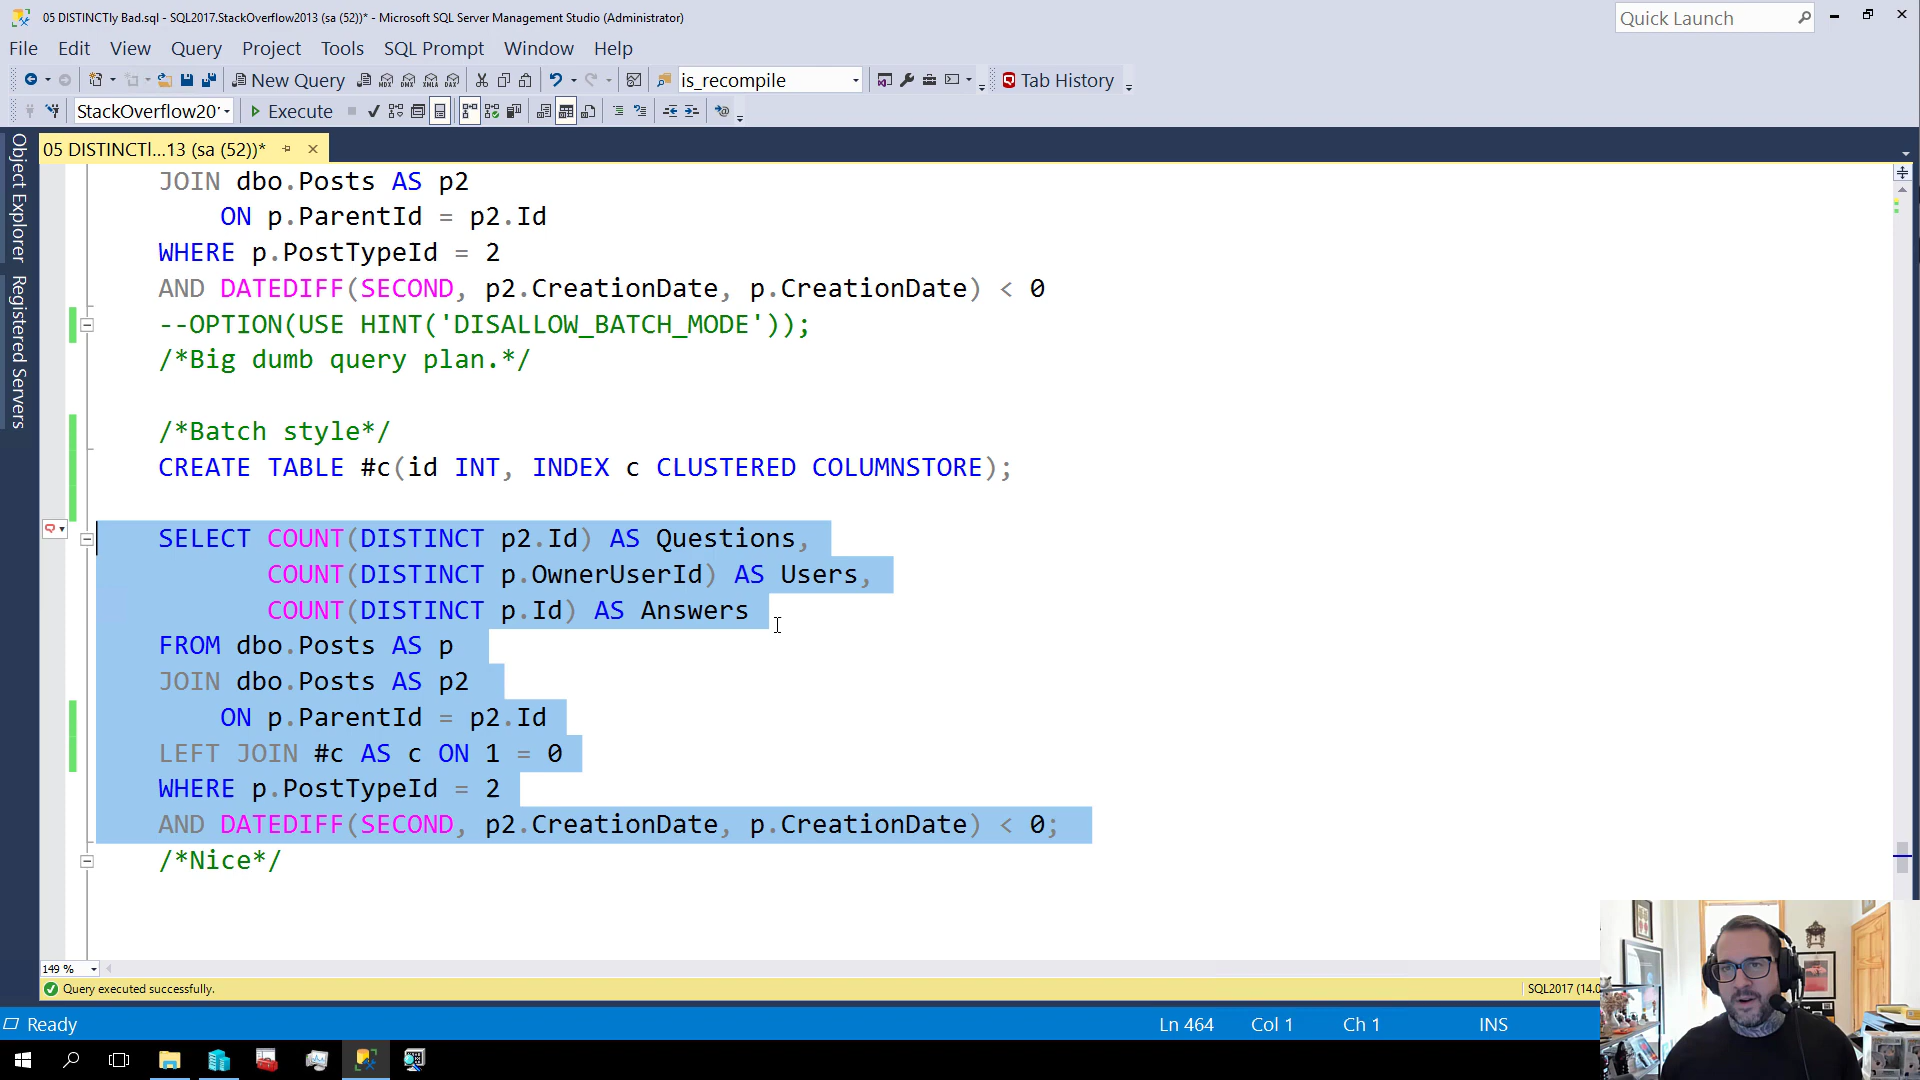 05 DISTINCTly Bad.sql - SQL2017.StackOverflow2013 (sa (52))* - Microsoft SQL Server Management Studio (Administrator)
Quick Launch
File Edit View Query Project Tools SQL Prompt Window Help
New Query
is_recompile
Tab History
StackOverflow20'
Execute
05 DISTINCTl...13 (sa (52))*
Object Explorer
Registered Servers
JOIN dbo.Posts AS p2
ON p.ParentId = p2.Id
WHERE p.PostTypeId = 2
AND DATEDIFF(SECOND, p2.CreationDate, p.CreationDate) < 0
--OPTION(USE HINT('DISALLOW_BATCH_MODE'));
/*Big dumb query plan.*/
/*Batch style*/
CREATE TABLE #c(id INT, INDEX c CLUSTERED COLUMNSTORE);
SELECT COUNT(DISTINCT p2.Id) AS Questions,
COUNT(DISTINCT p.OwnerUserId) AS Users,
COUNT(DISTINCT p.Id) AS Answers
FROM dbo.Posts AS p
JOIN dbo.Posts AS p2
ON p.ParentId = p2.Id
LEFT JOIN #c AS c ON 1 = 0
WHERE p.PostTypeId = 2
AND DATEDIFF(SECOND, p2.CreationDate, p.CreationDate) < 0;
/*Nice*/
149 %
Query executed successfully.
SQL2017 (14.0
Ready
Ln 464
Col 1
Ch 1
INS